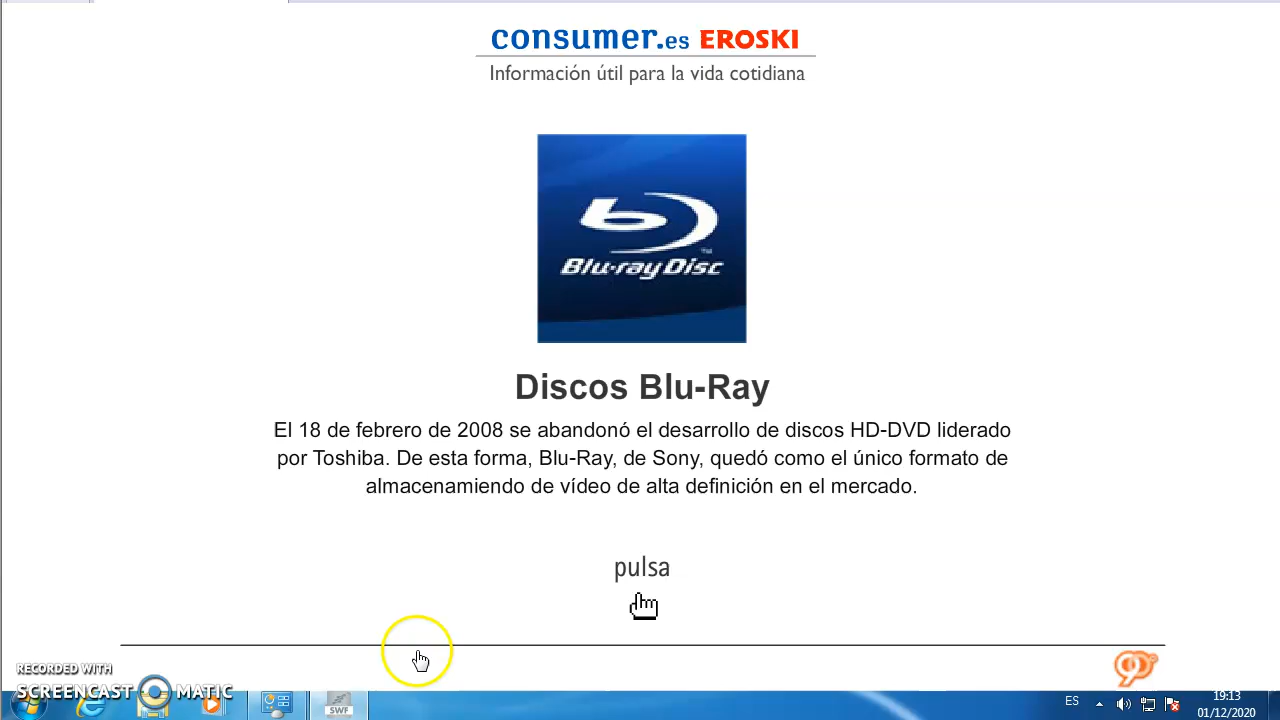 consumer.es EROSKI
Información útil para la vida cotidiana
Blu-ray Disc
TM
Discos Blu-Ray
El 18 de febrero de 2008 se abandonó el desarrollo de discos HD-DVD liderado
por Toshiba. De esta forma, Blu-Ray, de Sony, quedó como el único formato de
almacenamiendo de vídeo de alta definición en el mercado.
pulsa
99
RECORDED WITH
SCREENCAST MATIC
SWF
ES
19:13
01/12/2020